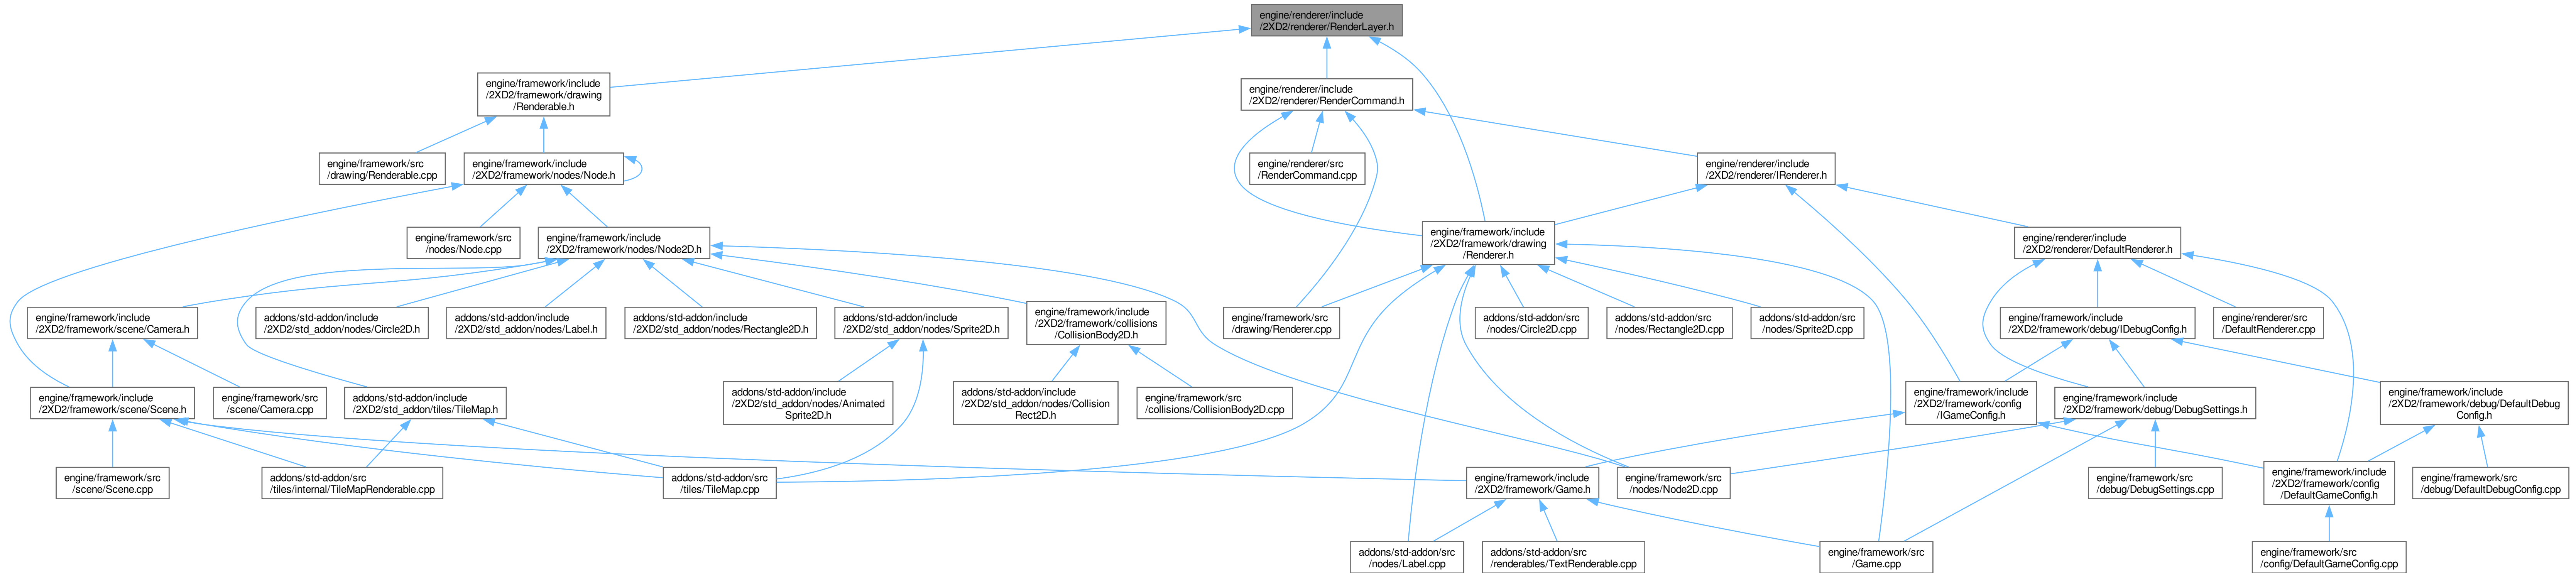 engine/renderer/include
/2XD2/renderer/RenderLayer.h
engine/framework/include
/2XD2/framework/drawing
/Renderable.h
engine/renderer/include
/2XD2/renderer/RenderCommand.h
engine/framework/src
/drawing/Renderable.cpp
engine/framework/include
/2XD2/framework/nodes/Node.h
engine/renderer/src
/RenderCommand.cpp
engine/renderer/include
/2XD2/renderer/IRenderer.h
engine/framework/src
/nodes/Node.cpp
engine/framework/include
/2XD2/framework/nodes/Node2D.h
engine/framework/include
/2XD2/framework/drawing
/Renderer.h
engine/renderer/include
/2XD2/renderer/DefaultRenderer.h
engine/framework/include
/2XD2/framework/scene/Camera.h
addons/std-addon/include
/2XD2/std_addon/nodes/Circle2D.h
addons/std-addon/include
/2XD2/std_addon/nodes/Label.h
addons/std-addon/include
/2XD2/std_addon/nodes/Rectangle2D.h
addons/std-addon/include
/2XD2/std_addon/nodes/Sprite2D.h
engine/framework/include
/2XD2/framework/collisions
/CollisionBody2D.h
engine/framework/src
/drawing/Renderer.cpp
addons/std-addon/src
/nodes/Circle2D.cpp
addons/std-addon/src
/nodes/Rectangle2D.cpp
addons/std-addon/src
/nodes/Sprite2D.cpp
engine/framework/include
/2XD2/framework/debug/IDebugConfig.h
engine/renderer/src
/DefaultRenderer.cpp
engine/framework/include
/2XD2/framework/scene/Scene.h
engine/framework/src
/scene/Camera.cpp
addons/std-addon/include
/2XD2/std_addon/tiles/TileMap.h
addons/std-addon/include
/2XD2/std_addon/nodes/Animated
Sprite2D.h
addons/std-addon/include
/2XD2/std_addon/nodes/Collision
Rect2D.h
engine/framework/src
/collisions/CollisionBody2D.cpp
engine/framework/include
/2XD2/framework/config
/IGameConfig.h
engine/framework/include
/2XD2/framework/debug/DebugSettings.h
engine/framework/include
/2XD2/framework/debug/DefaultDebug
Config.h
engine/framework/src
/scene/Scene.cpp
addons/std-addon/src
/tiles/internal/TileMapRenderable.cpp
addons/std-addon/src
/tiles/TileMap.cpp
engine/framework/include
/2XD2/framework/Game.h
engine/framework/src
/nodes/Node2D.cpp
engine/framework/src
/debug/DebugSettings.cpp
engine/framework/include
/2XD2/framework/config
/DefaultGameConfig.h
engine/framework/src
/debug/DefaultDebugConfig.cpp
addons/std-addon/src
/nodes/Label.cpp
addons/std-addon/src
/renderables/TextRenderable.cpp
engine/framework/src
/Game.cpp
engine/framework/src
/config/DefaultGameConfig.cpp